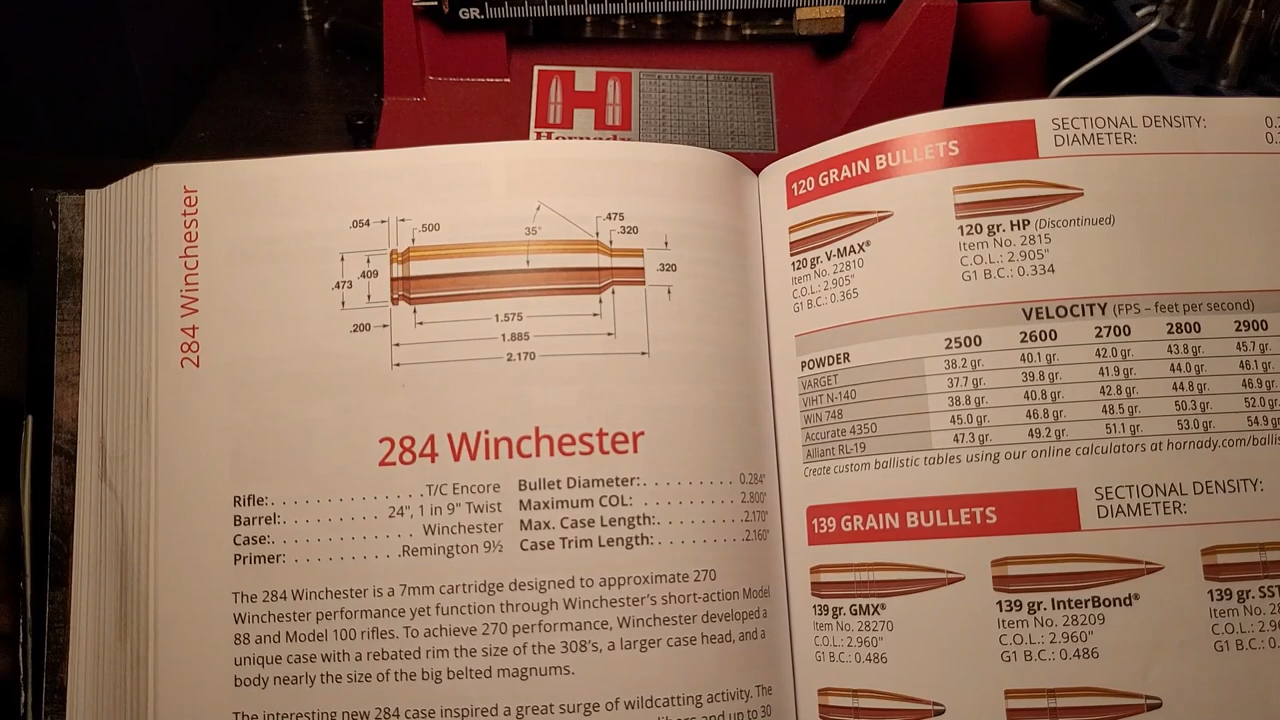 GR.
H
Hornady
284 Winchester
.054
.500
35°
.475
.320
.473
.409
.320
.200
1.575
1.885
2.170
284 Winchester
Rifle:. . . . . . . . . . . . . .T/C Encore
Barrel:. . . . . . . . . 24", 1 in 9" Twist
Case:. . . . . . . . . . . . . Winchester
Primer: . . . . . . . . . .Remington 9½
Bullet Diameter:. . . . . . . . . 0.284"
Maximum COL: . . . . . . . . . 2.800"
Max. Case Length:. . . . . . . .2.170"
Case Trim Length:. . . . . . . .2.160"
The 284 Winchester is a 7mm cartridge designed to approximate 270
Winchester performance yet function through Winchester's short-action Model
88 and Model 100 rifles. To achieve 270 performance, Winchester developed a
unique case with a rebated rim the size of the 308's, a larger case head, and a
body nearly the size of the big belted magnums.
The interesting new 284 case inspired a great surge of wildcatting activity. The
and up to 30
120 GRAIN BULLETS
SECTIONAL DENSITY:
DIAMETER:
120 gr. V-MAX®
Item No. 22810
C.O.L.: 2.905"
G1 B.C.: 0.365
120 gr. HP (Discontinued)
Item No. 2815
C.O.L.: 2.905"
G1 B.C.: 0.334
VELOCITY (FPS – feet per second)
POWDER 2500 2600 2700 2800 2900
VARGET 38.2 gr. 40.1 gr. 42.0 gr. 43.8 gr. 45.7 gr.
VIHT N-140 37.7 gr. 39.8 gr. 41.9 gr. 44.0 gr. 46.1 gr.
WIN 748 38.8 gr. 40.8 gr. 42.8 gr. 44.8 gr. 46.9 gr.
Accurate 4350 45.0 gr. 46.8 gr. 48.5 gr. 50.3 gr. 52.0 gr.
Alliant RL-19 47.3 gr. 49.2 gr. 51.1 gr. 53.0 gr. 54.9 gr.
Create custom ballistic tables using our online calculators at hornady.com/ballis
139 GRAIN BULLETS
SECTIONAL DENSITY:
DIAMETER:
139 gr. GMX®
Item No. 28270
C.O.L.: 2.960"
G1 B.C.: 0.486
139 gr. InterBond®
Item No. 28209
C.O.L.: 2.960"
G1 B.C.: 0.486
139 gr. SST
Item No. 2
C.O.L.: 2.9
G1 B.C.: 0.